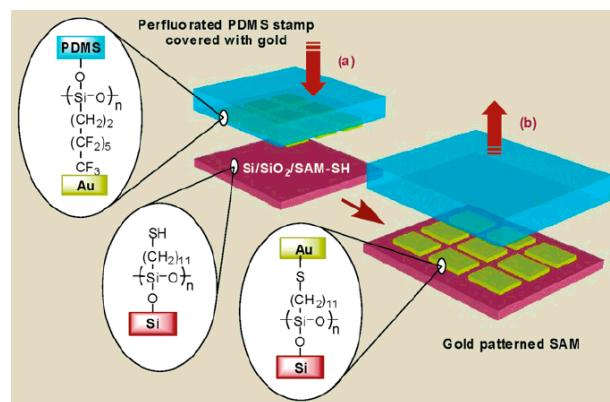 Perfluorated PDMS stamp
covered with gold
(a)
PDMS
O
(Si—O)n
(CH2)2
(CF2)5
CF3
Au
(b)
Si/SiO2/SAM-SH
SH
(CH2)11
(Si—O)n
O
Si
Au
S
(CH2)11
(Si—O)n
O
Si
Gold patterned SAM